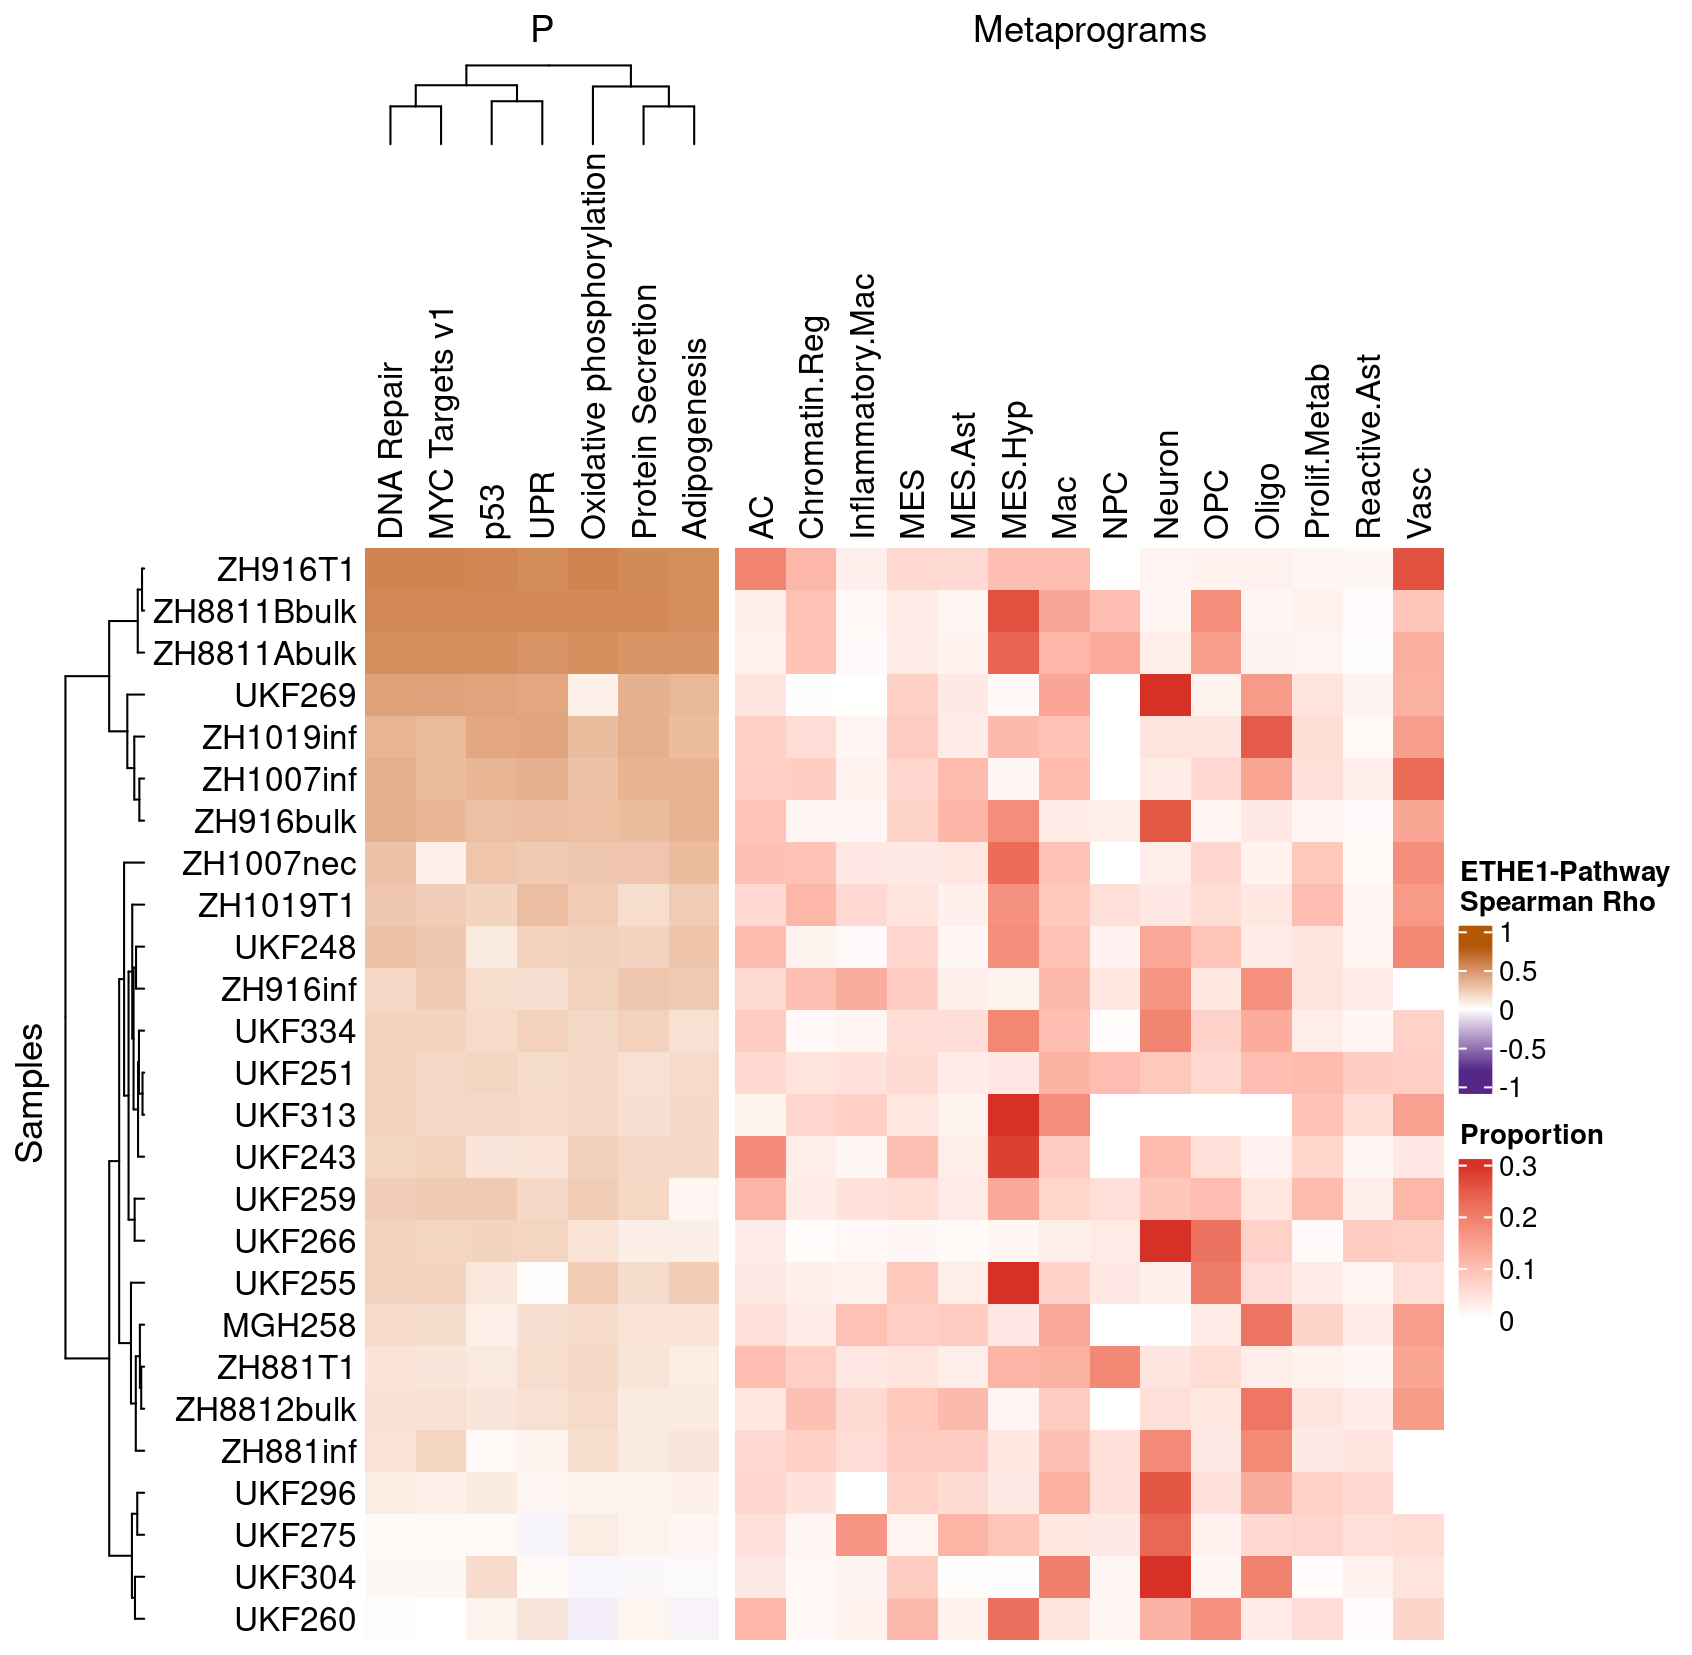 P
Metaprograms
DNA Repair
MYC Targets v1
p53
UPR
Oxidative phosphorylation
Protein Secretion
Adipogenesis
AC
Chromatin.Reg
Inflammatory.Mac
MES
MES.Ast
MES.Hyp
Mac
NPC
Neuron
OPC
Oligo
Prolif.Metab
Reactive.Ast
Vasc
Samples
ZH916T1
ZH8811Bbulk
ZH8811Abulk
UKF269
ZH1019inf
ZH1007inf
ZH916bulk
ZH1007nec
ZH1019T1
UKF248
ZH916inf
UKF334
UKF251
UKF313
UKF243
UKF259
UKF266
UKF255
MGH258
ZH881T1
ZH8812bulk
ZH881inf
UKF296
UKF275
UKF304
UKF260
ETHE1-Pathway
Spearman Rho
1
0.5
0
-0.5
-1
Proportion
0.3
0.2
0.1
0